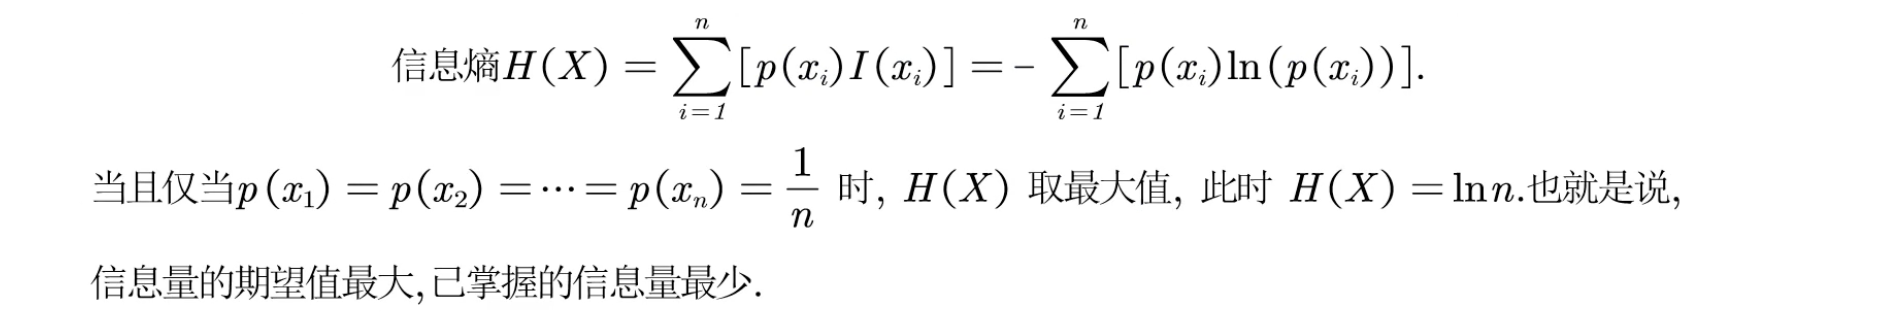 信息熵H(X) = ∑_{i=1}^{n}[p(x_i)I(x_i)] = -∑_{i=1}^{n}[p(x_i)ln(p(x_i))].
当且仅当p(x_1) = p(x_2) = ⋯ = p(x_n) = 1/n 时, H(X) 取最大值, 此时 H(X) = ln n.也就是说,
信息量的期望值最大,已掌握的信息量最少.